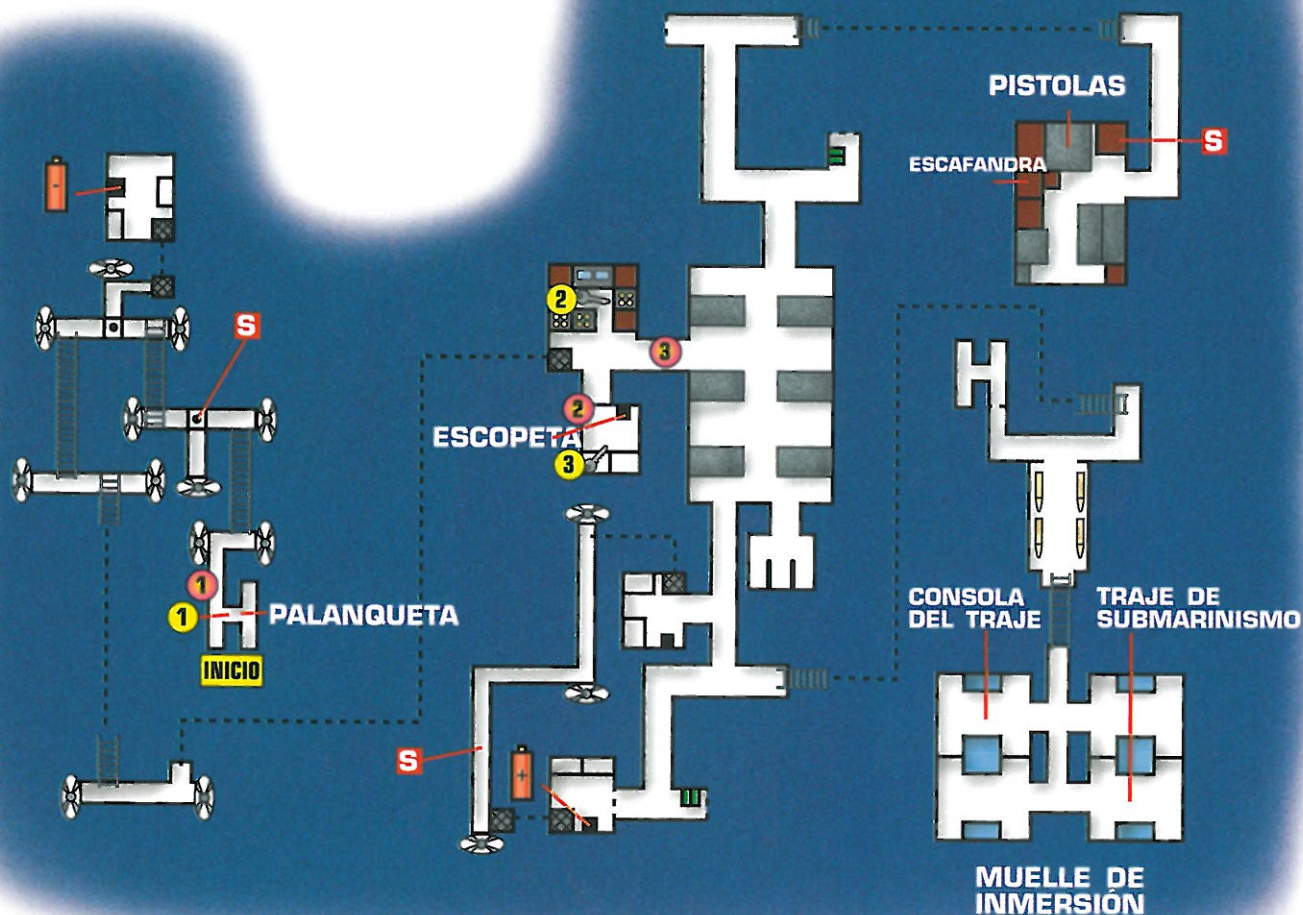 PISTOLAS
S
ESCAFANDRA
-
S
2
3
2
ESCOPETA
3
1
1
PALANQUETA
INICIO
CONSOLA
DEL TRAJE
TRAJE DE
SUBMARINISMO
S
+
MUELLE DE
INMERSIÓN